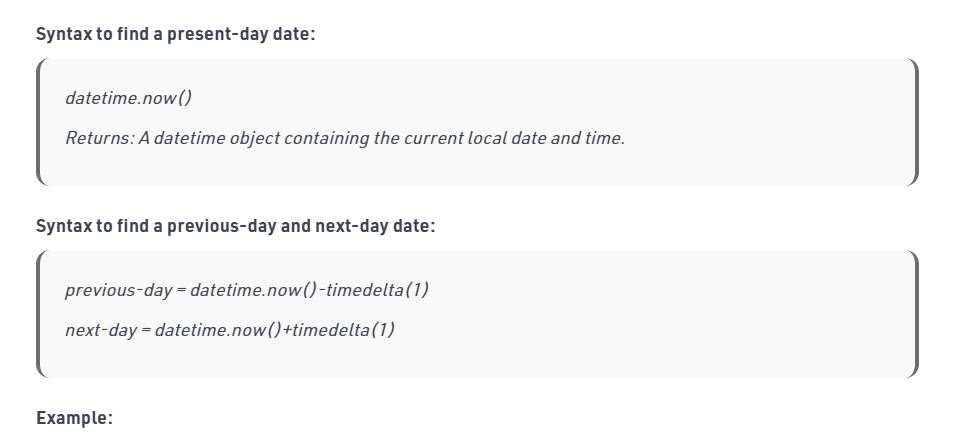 Syntax to find a present-day date:
datetime.now()
Returns: A datetime object containing the current local date and time.
Syntax to find a previous-day and next-day date:
previous-day = datetime.now()-timedelta(1)
next-day = datetime.now()+timedelta(1)
Example: